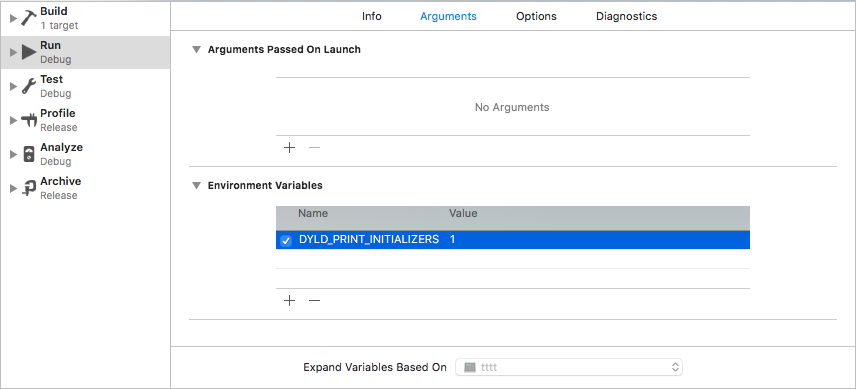 Build
1 target
Run
Debug
Test
Debug
Profile
Release
Analyze
Debug
Archive
Release
Info Arguments Options Diagnostics
Arguments Passed On Launch
No Arguments
Environment Variables
Name Value
DYLD_PRINT_INITIALIZERS 1
Expand Variables Based On tttt